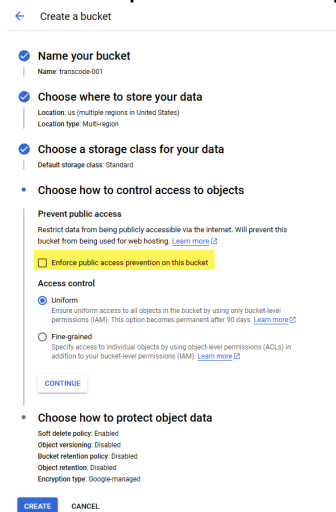 Create a bucket
Name your bucket
Name: transcode-001
Choose where to store your data
Location: us (multiple regions in United States)
Location type: Multi-region
Choose a storage class for your data
Default storage class: Standard
Choose how to control access to objects
Prevent public access
Restrict data from being publicly accessible via the internet. Will prevent this
bucket from being used for web hosting. Learn more
Enforce public access prevention on this bucket
Access control
Uniform
Ensure uniform access to all objects in the bucket by using only bucket-level
permissions (IAM). This option becomes permanent after 90 days. Learn more
Fine-grained
Specify access to individual objects by using object-level permissions (ACLs) in
addition to your bucket-level permissions (IAM). Learn more
CONTINUE
Choose how to protect object data
Soft delete policy: Enabled
Object versioning: Disabled
Bucket retention policy: Disabled
Object retention: Disabled
Encryption type: Google-managed
CREATE CANCEL